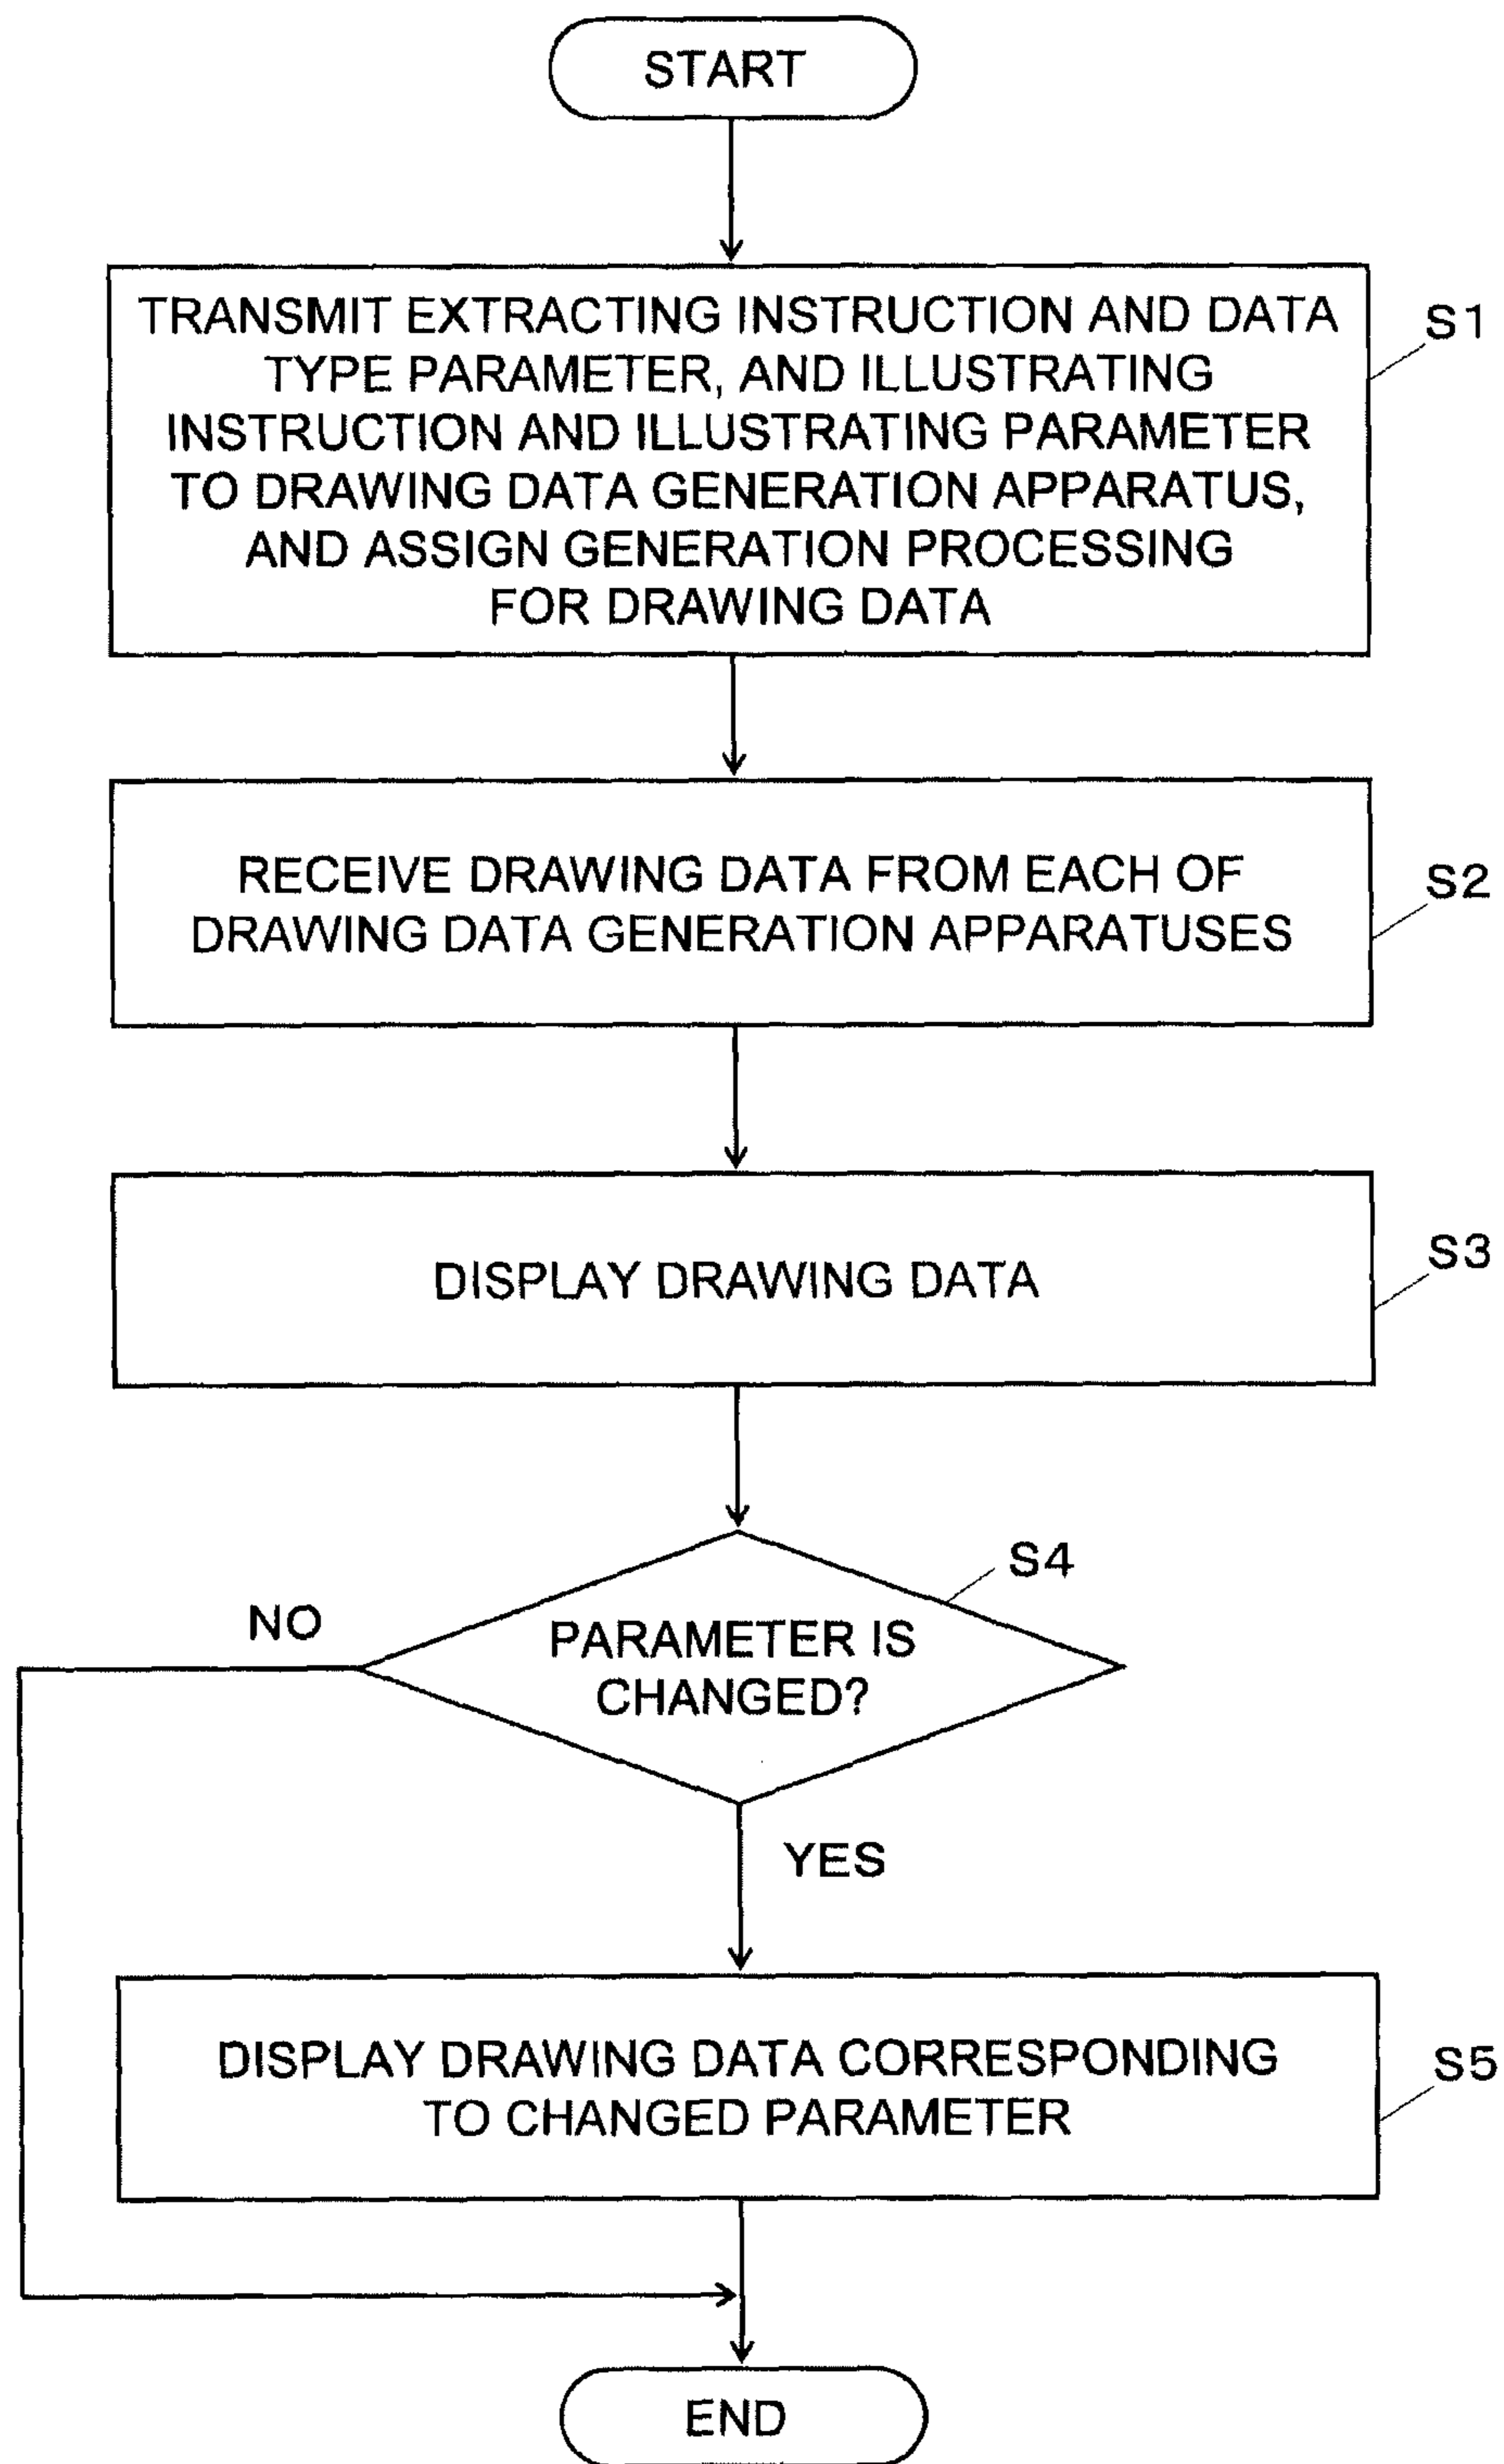 START
TRANSMIT EXTRACTING INSTRUCTION AND DATA
TYPE PARAMETER, AND ILLUSTRATING
INSTRUCTION AND ILLUSTRATING PARAMETER
TO DRAWING DATA GENERATION APPARATUS,
AND ASSIGN GENERATION PROCESSING
FOR DRAWING DATA
S1
RECEIVE DRAWING DATA FROM EACH OF
DRAWING DATA GENERATION APPARATUSES
S2
DISPLAY DRAWING DATA
S3
S4
NO
PARAMETER IS
CHANGED?
YES
DISPLAY DRAWING DATA CORRESPONDING
TO CHANGED PARAMETER
S5
END